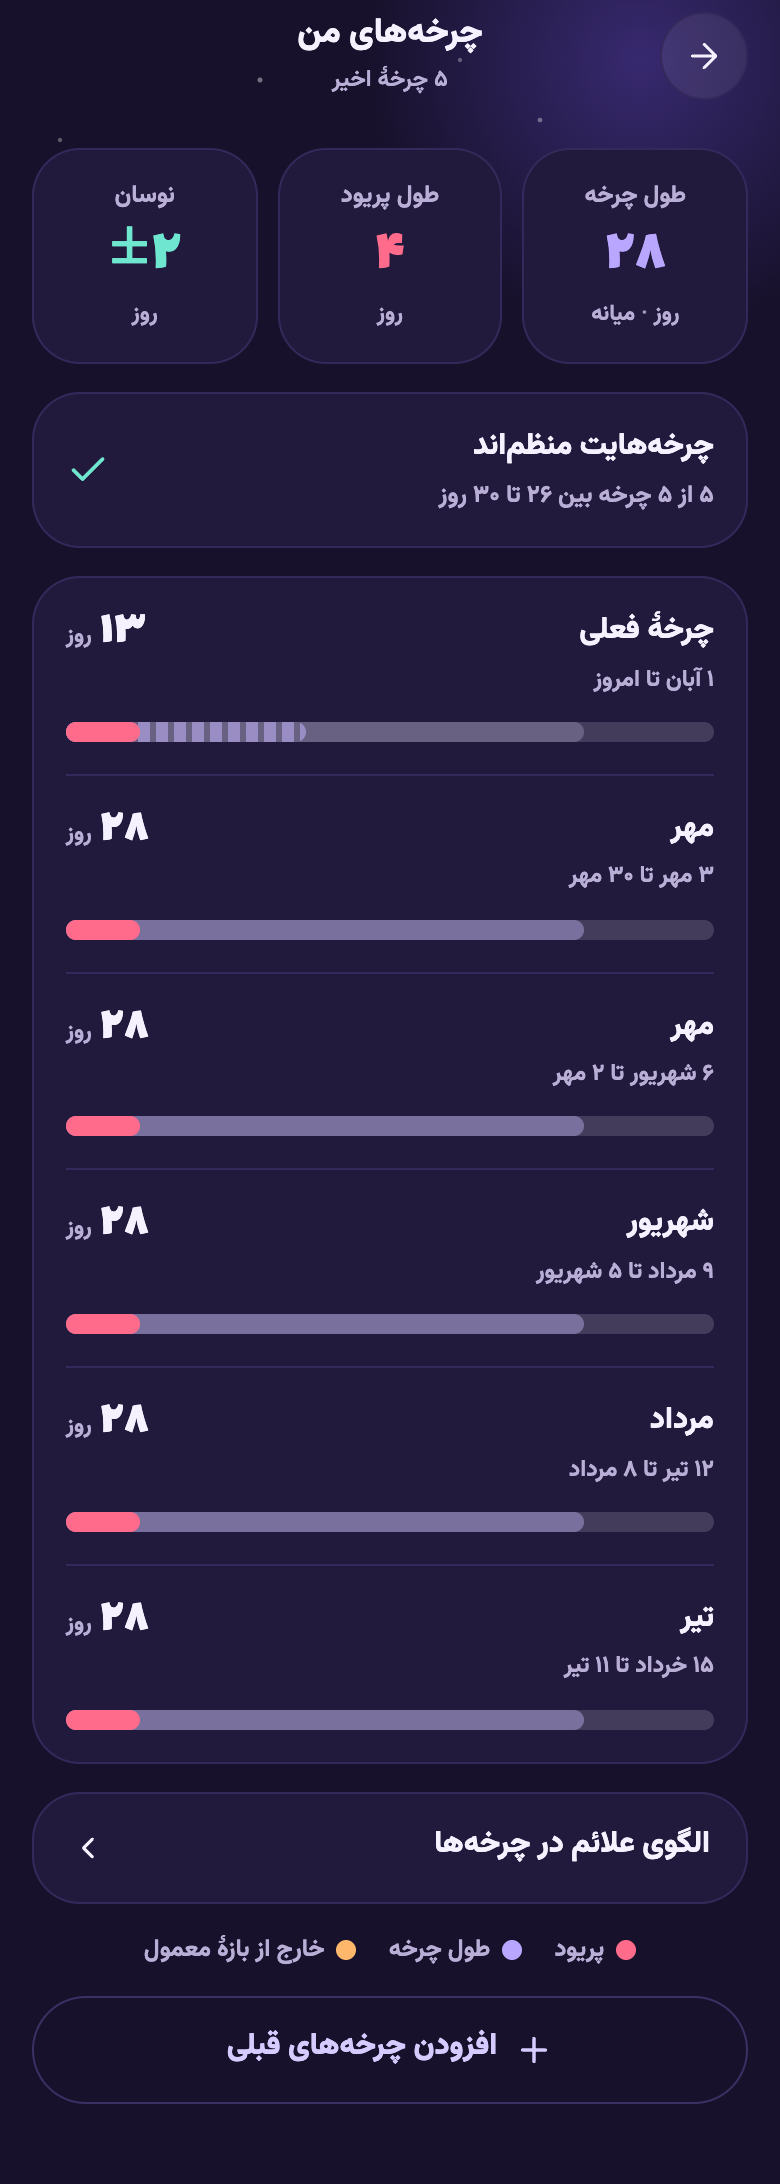 چرخه‌های من
۵ چرخهٔ اخیر
طول چرخه
۲۸
روز · میانه
طول پریود
۴
روز
نوسان
±۲
روز
چرخه‌هایت منظم‌اند
۵ از ۵ چرخه بین ۲۶ تا ۳۰ روز
چرخهٔ فعلی
۱۳ روز
۱ آبان تا امروز
مهر
۲۸ روز
۳ مهر تا ۳۰ مهر
مهر
۲۸ روز
۶ شهریور تا ۲ مهر
شهریور
۲۸ روز
۹ مرداد تا ۵ شهریور
مرداد
۲۸ روز
۱۲ تیر تا ۸ مرداد
تیر
۲۸ روز
۱۵ خرداد تا ۱۱ تیر
الگوی علائم در چرخه‌ها
پریود
طول چرخه
خارج از بازهٔ معمول
افزودن چرخه‌های قبلی